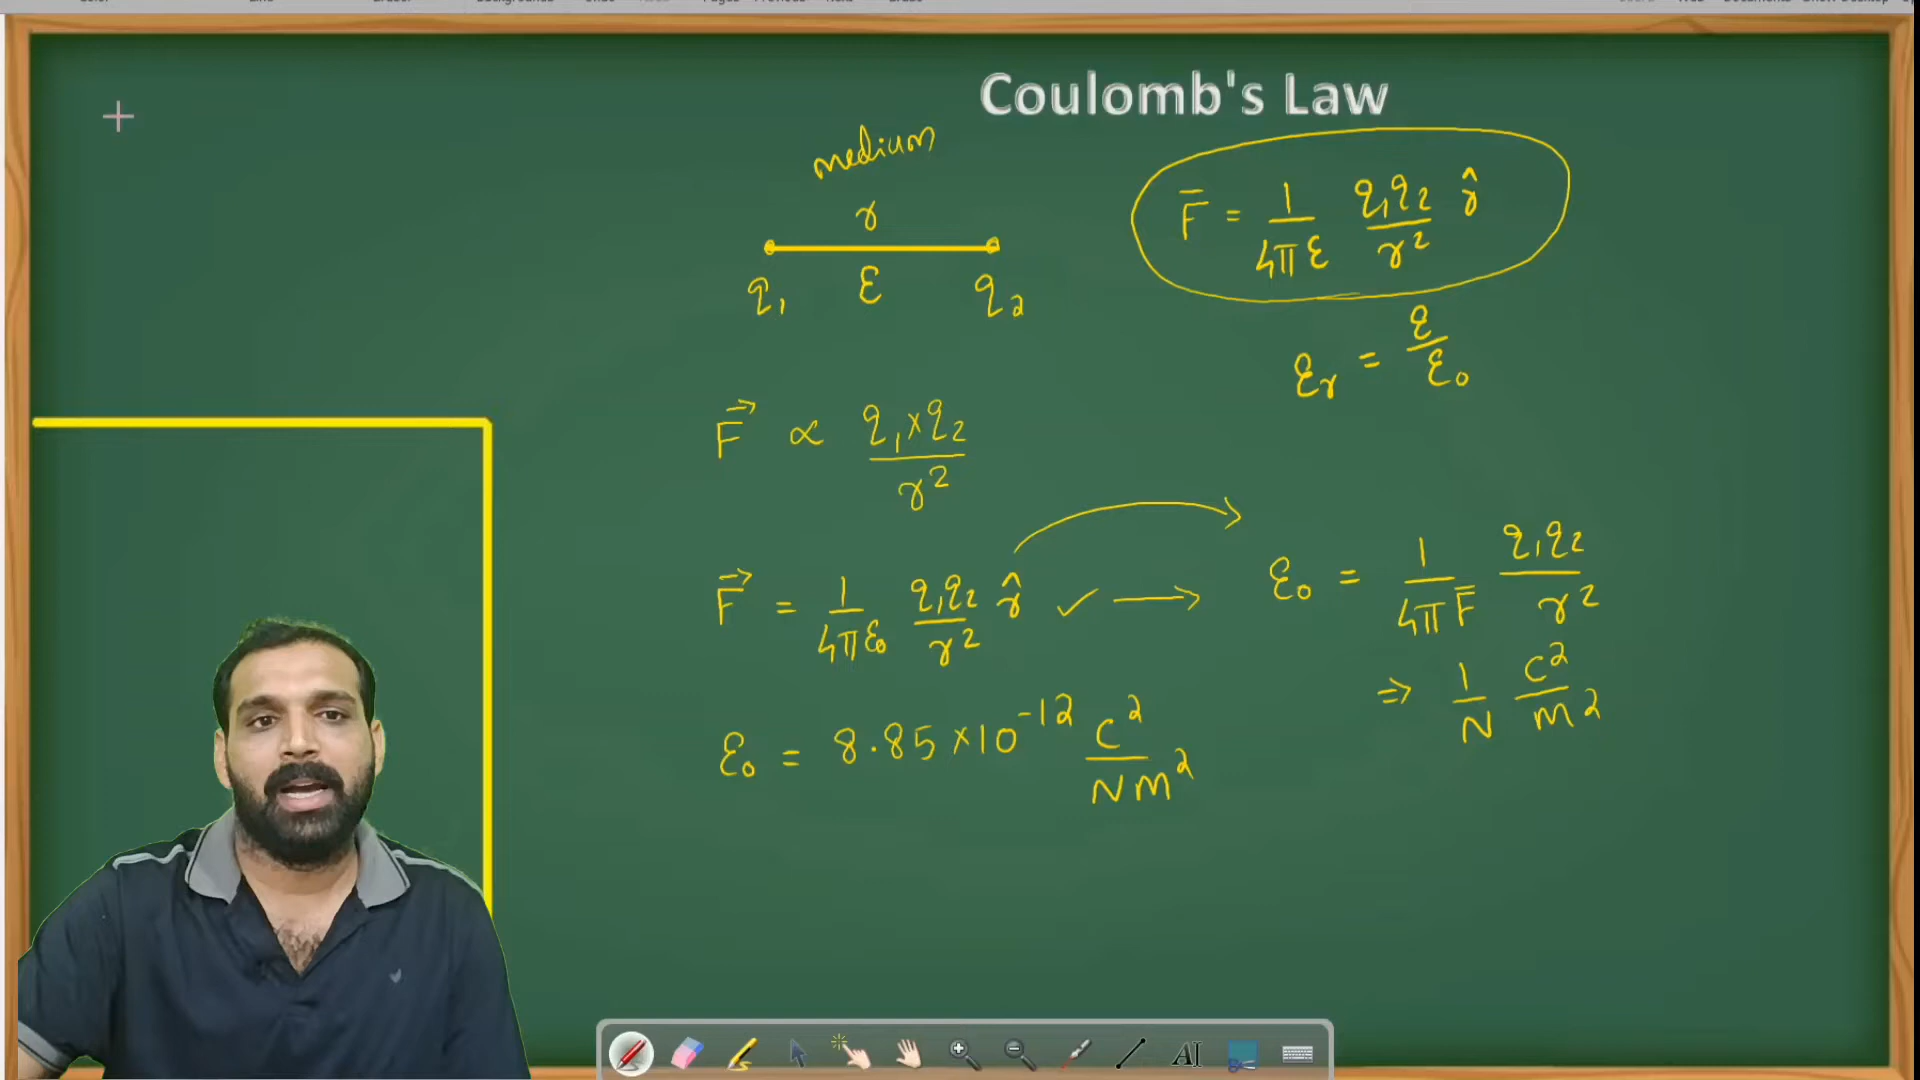 Coulomb's Law
medium
r
q₁ ε q₂
F̄ = 1/4πε q₁q₂/r² r̂
εr = ε/ε₀
F⃗ ∝ q₁×q₂/r²
F⃗ = 1/4πε₀ q₁q₂/r² r̂ ✓ →
ε₀ = 1/4πF̄ q₁q₂/r²
⇒ 1/N C²/m²
ε₀ = 8.85×10⁻¹² C²/Nm²
AI